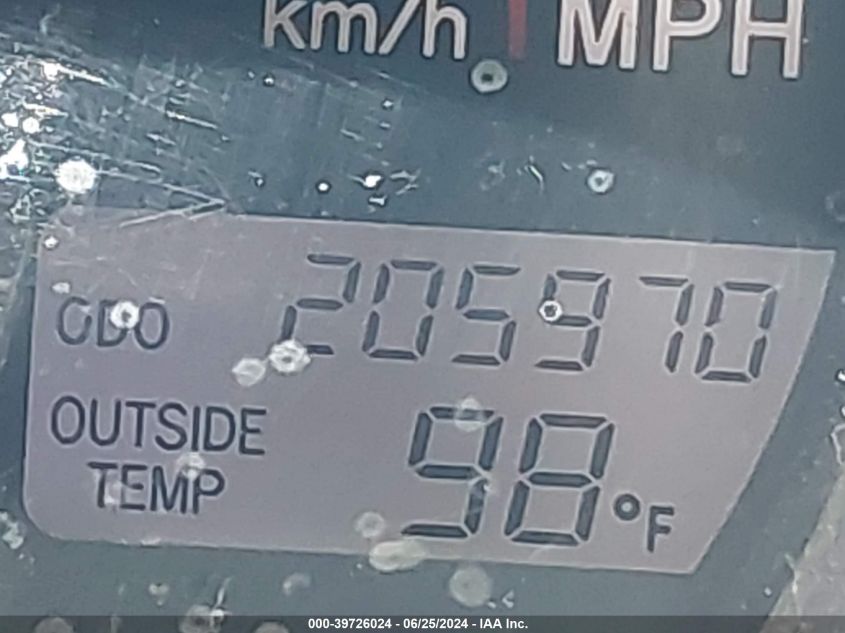 km/h MPH
ODO 205970
OUTSIDE
TEMP 98°F
000-39726024 - 06/25/2024 - IAA Inc.